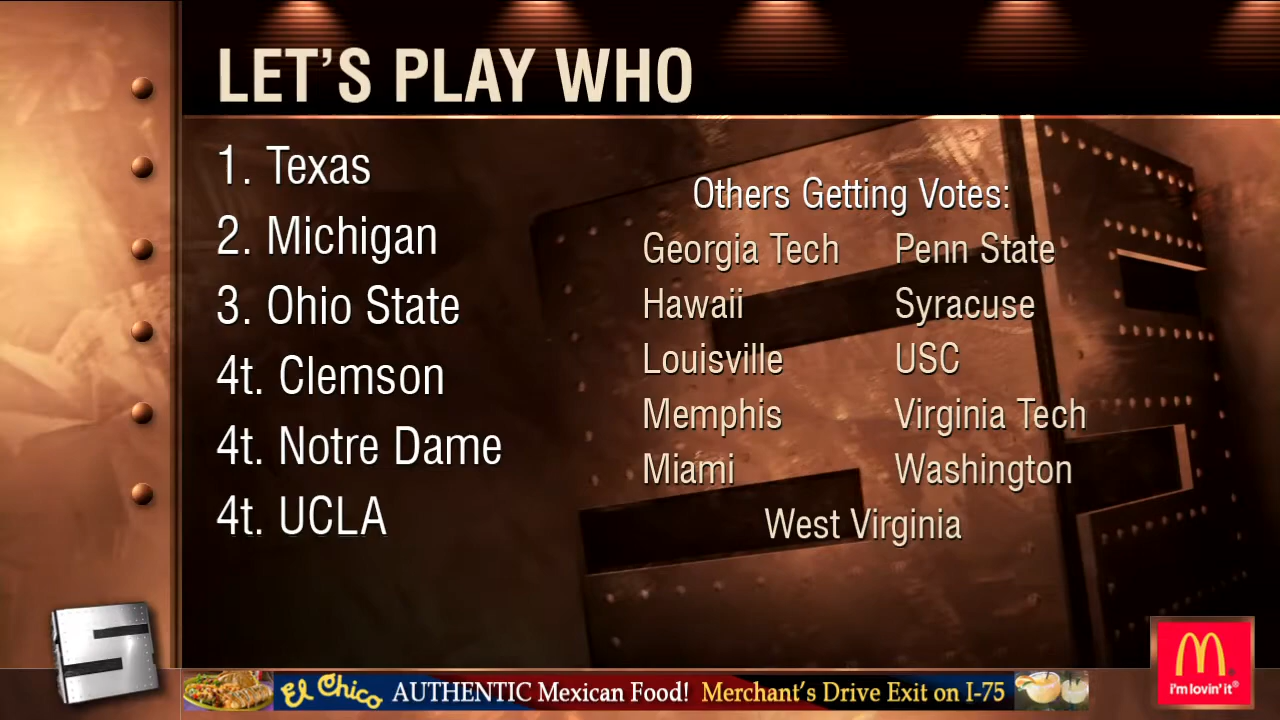 LET'S PLAY WHO
1. Texas
2. Michigan
3. Ohio State
4t. Clemson
4t. Notre Dame
4t. UCLA
Others Getting Votes:
Georgia Tech Penn State
Hawaii Syracuse
Louisville USC
Memphis Virginia Tech
Miami Washington
West Virginia
5
El Chico AUTHENTIC Mexican Food! Merchant's Drive Exit on I-75
M
i'm lovin' it®